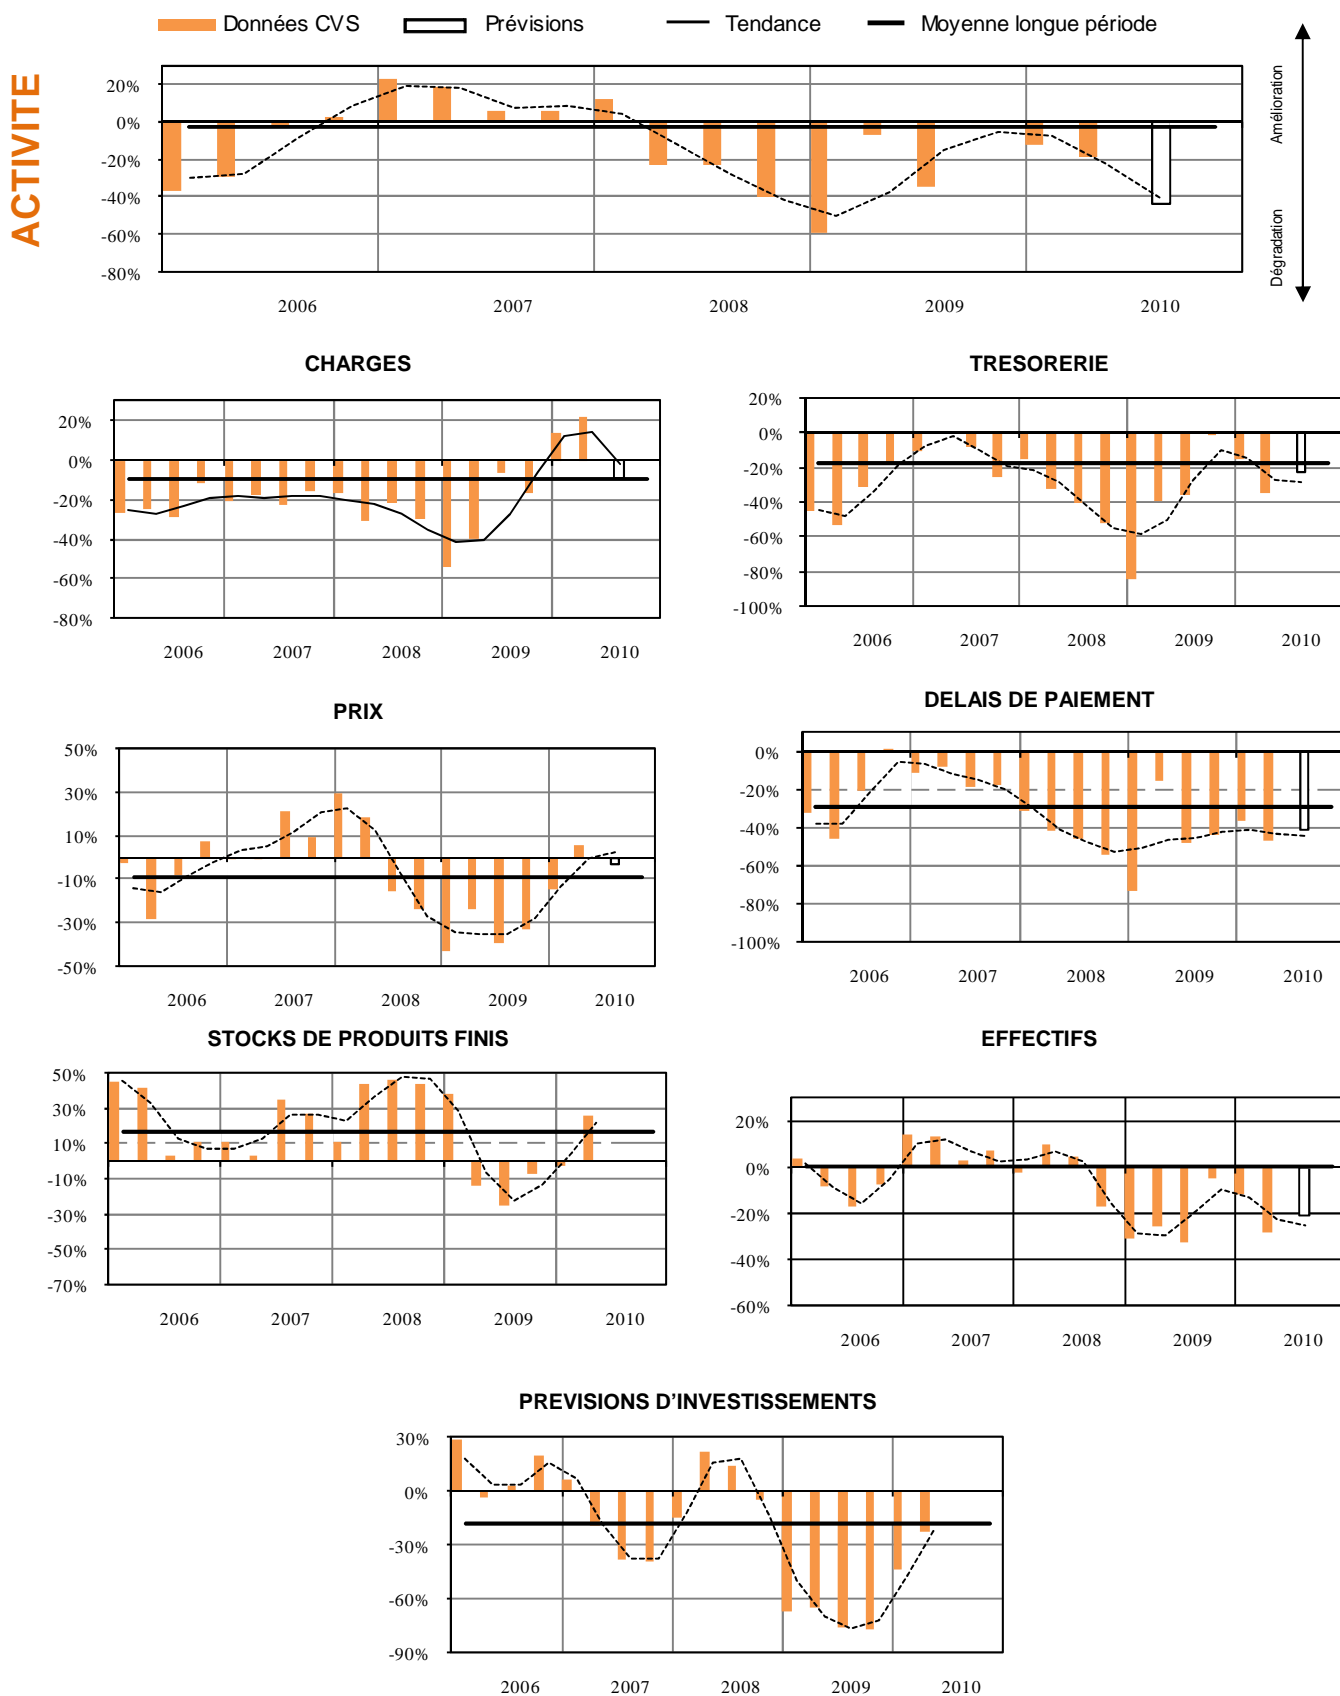 Données CVS Prévisions Tendance Moyenne longue période
ACTIVITE
20%
0%
-20%
-40%
-60%
-80%
2006 2007 2008 2009 2010
Amélioration
Dégradation
CHARGES
20%
0%
-20%
-40%
-60%
-80%
2006 2007 2008 2009 2010
TRESORERIE
20%
0%
-20%
-40%
-60%
-80%
-100%
2006 2007 2008 2009 2010
PRIX
50%
30%
10%
-10%
-30%
-50%
2006 2007 2008 2009 2010
DELAIS DE PAIEMENT
0%
-20%
-40%
-60%
-80%
-100%
2006 2007 2008 2009 2010
STOCKS DE PRODUITS FINIS
50%
30%
10%
-10%
-30%
-50%
-70%
2006 2007 2008 2009 2010
EFFECTIFS
20%
0%
-20%
-40%
-60%
2006 2007 2008 2009 2010
PREVISIONS D'INVESTISSEMENTS
30%
0%
-30%
-60%
-90%
2006 2007 2008 2009 2010